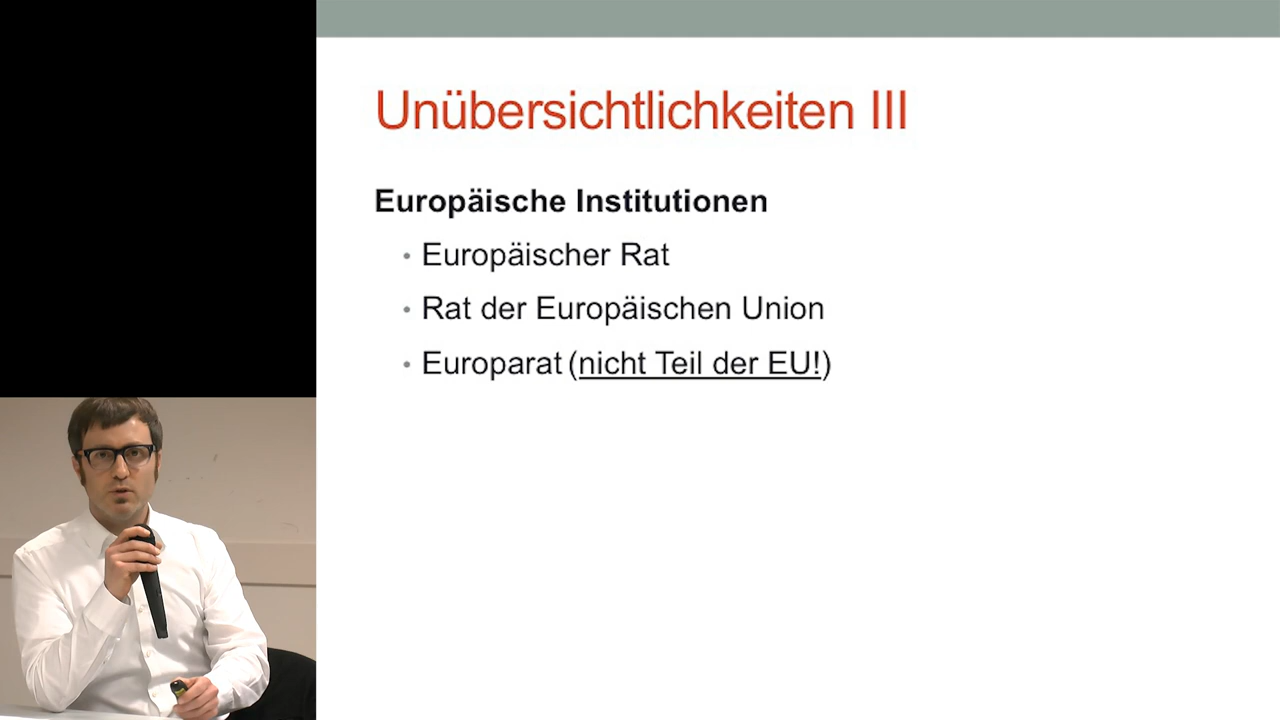 Unübersichtlichkeiten III
Europäische Institutionen
• Europäischer Rat
• Rat der Europäischen Union
• Europarat (nicht Teil der EU!)